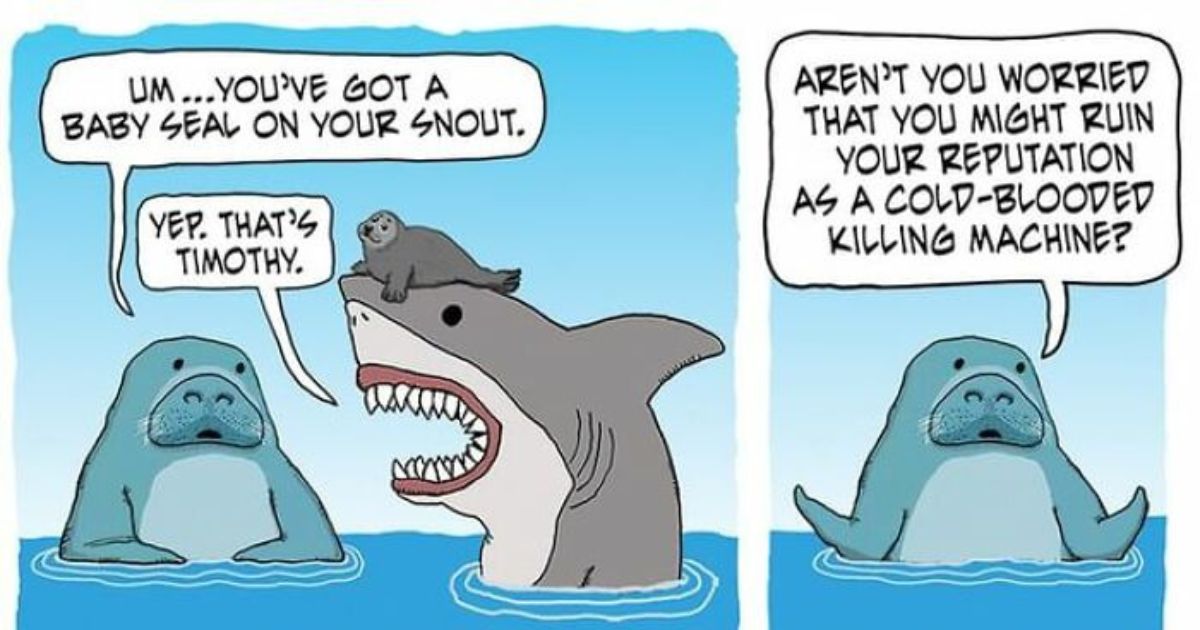 UM...YOU'VE GOT A
BABY SEAL ON YOUR SNOUT.
YEP. THAT'S
TIMOTHY.
AREN'T YOU WORRIED
THAT YOU MIGHT RUIN
YOUR REPUTATION
AS A COLD-BLOODED
KILLING MACHINE?